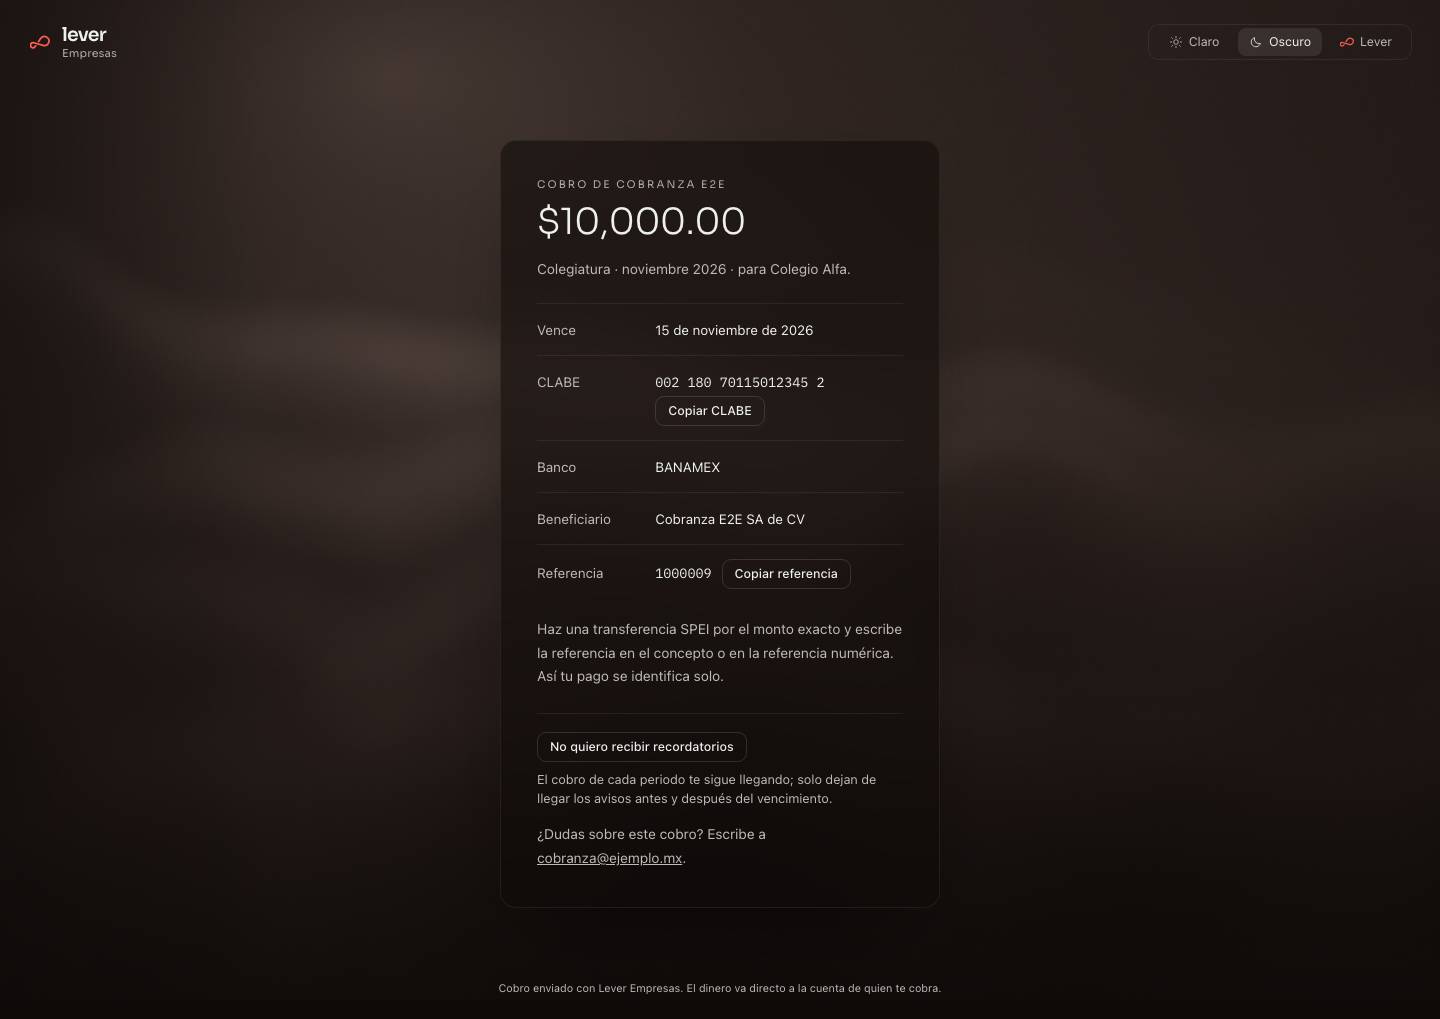 lever
Empresas
Claro
Oscuro
Lever
COBRO DE COBRANZA E2E
$10,000.00
Colegiatura · noviembre 2026 · para Colegio Alfa.
Vence
15 de noviembre de 2026
CLABE
002 180 70115012345 2
Copiar CLABE
Banco
BANAMEX
Beneficiario
Cobranza E2E SA de CV
Referencia
1000009
Copiar referencia
Haz una transferencia SPEI por el monto exacto y escribe
la referencia en el concepto o en la referencia numérica.
Así tu pago se identifica solo.
No quiero recibir recordatorios
El cobro de cada periodo te sigue llegando; solo dejan de
llegar los avisos antes y después del vencimiento.
¿Dudas sobre este cobro? Escribe a
cobranza@ejemplo.mx.
Cobro enviado con Lever Empresas. El dinero va directo a la cuenta de quien te cobra.